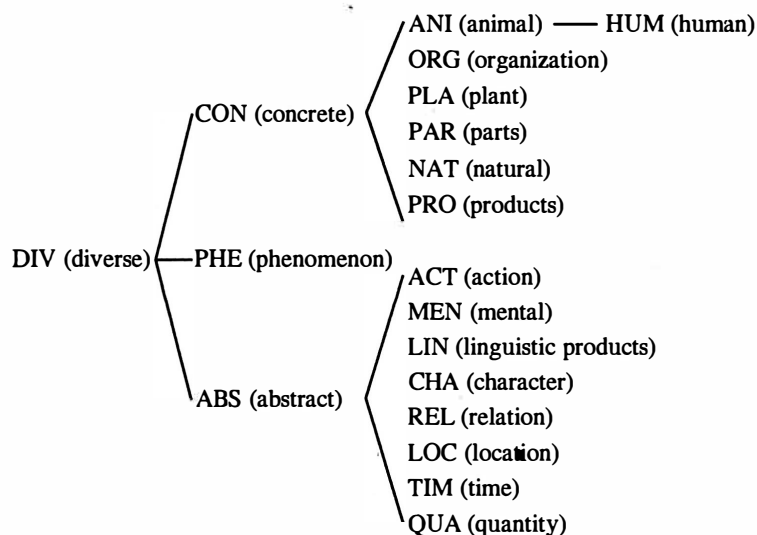 ANI (animal) — HUM (human)
ORG (organization)
CON (concrete)
PLA (plant)
PAR (parts)
NAT (natural)
PRO (products)
DIV (diverse)
PHE (phenomenon)
ACT (action)
MEN (mental)
LIN (linguistic products)
ABS (abstract)
CHA (character)
REL (relation)
LOC (location)
TIM (time)
QUA (quantity)